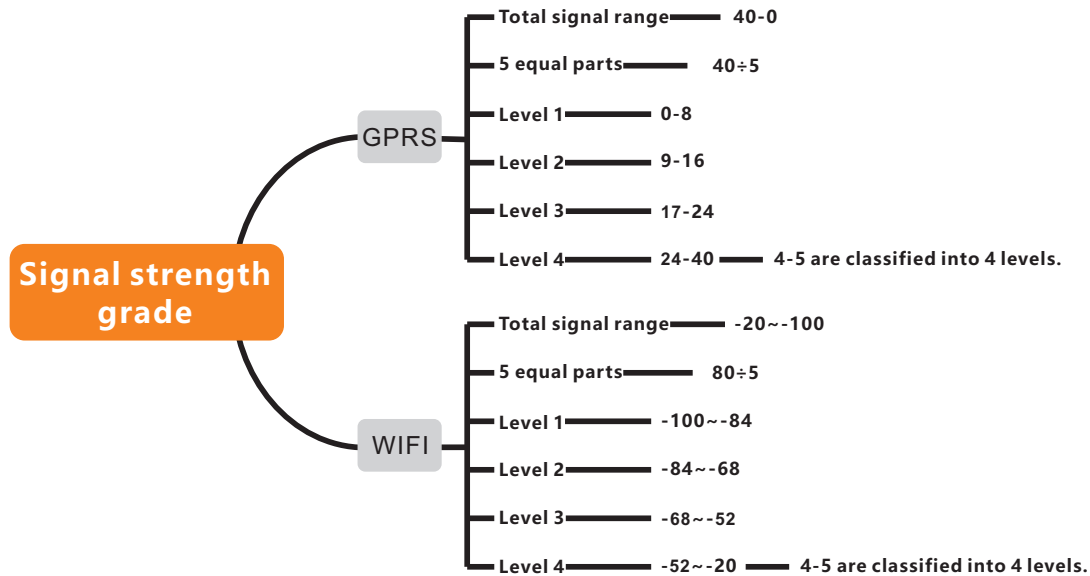 Signal strength
grade
GPRS
Total signal range 40-0
5 equal parts 40÷5
Level 1 0-8
Level 2 9-16
Level 3 17-24
Level 4 24-40 4-5 are classified into 4 levels.
WIFI
Total signal range -20~-100
5 equal parts 80÷5
Level 1 -100~-84
Level 2 -84~-68
Level 3 -68~-52
Level 4 -52~-20 4-5 are classified into 4 levels.